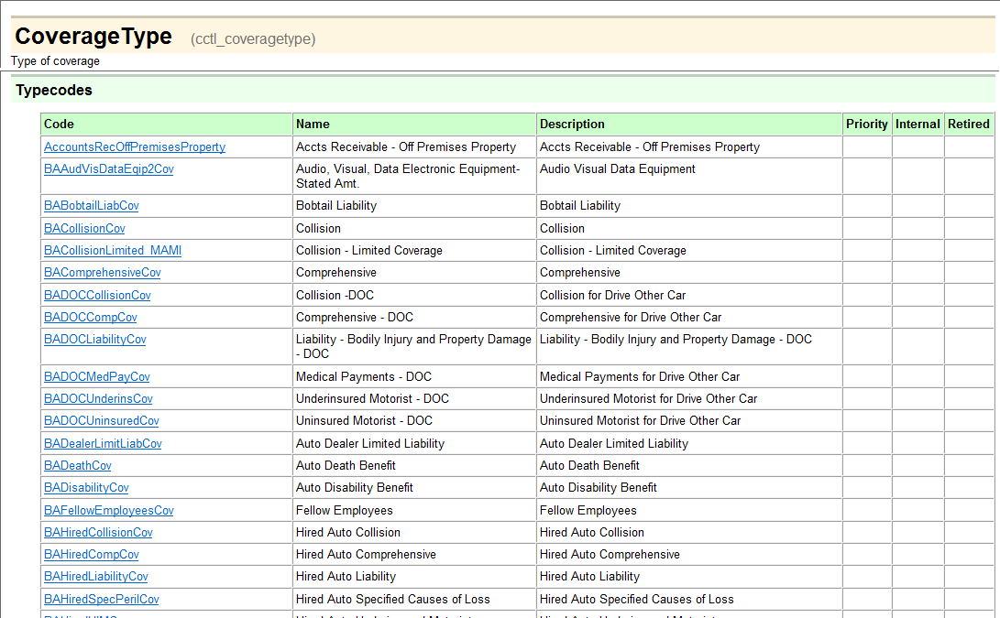 CoverageType (cctl_coveragetype)
Type of coverage
Typecodes
Code Name Description Priority Internal Retired
AccountsRecOffPremisesProperty Accts Receivable - Off Premises Property Accts Receivable - Off Premises Property
BAAudVisDataEqip2Cov Audio, Visual, Data Electronic Equipment- Audio Visual Data Equipment
Stated Amt.
BABobtailLiabCov Bobtail Liability Bobtail Liability
BACollisionCov Collision Collision
BACollisionLimited_MAMI Collision - Limited Coverage Collision - Limited Coverage
BAComprehensiveCov Comprehensive Comprehensive
BADOCCollisionCov Collision -DOC Collision for Drive Other Car
BADOCCompCov Comprehensive - DOC Comprehensive for Drive Other Car
BADOCLiabilityCov Liability - Bodily Injury and Property Damage Liability - Bodily Injury and Property Damage - DOC
- DOC
BADOCMedPayCov Medical Payments - DOC Medical Payments for Drive Other Car
BADOCUnderinsCov Underinsured Motorist - DOC Underinsured Motorist for Drive Other Car
BADOCUninsuredCov Uninsured Motorist - DOC Uninsured Motorist for Drive Other Car
BADealerLimitLiabCov Auto Dealer Limited Liability Auto Dealer Limited Liability
BADeathCov Auto Death Benefit Auto Death Benefit
BADisabilityCov Auto Disability Benefit Auto Disability Benefit
BAFellowEmployeesCov Fellow Employees Fellow Employees
BAHiredCollisionCov Hired Auto Collision Hired Auto Collision
BAHiredCompCov Hired Auto Comprehensive Hired Auto Comprehensive
BAHiredLiabilityCov Hired Auto Liability Hired Auto Liability
BAHiredSpecPerilCov Hired Auto Specified Causes of Loss Hired Auto Specified Causes of Loss